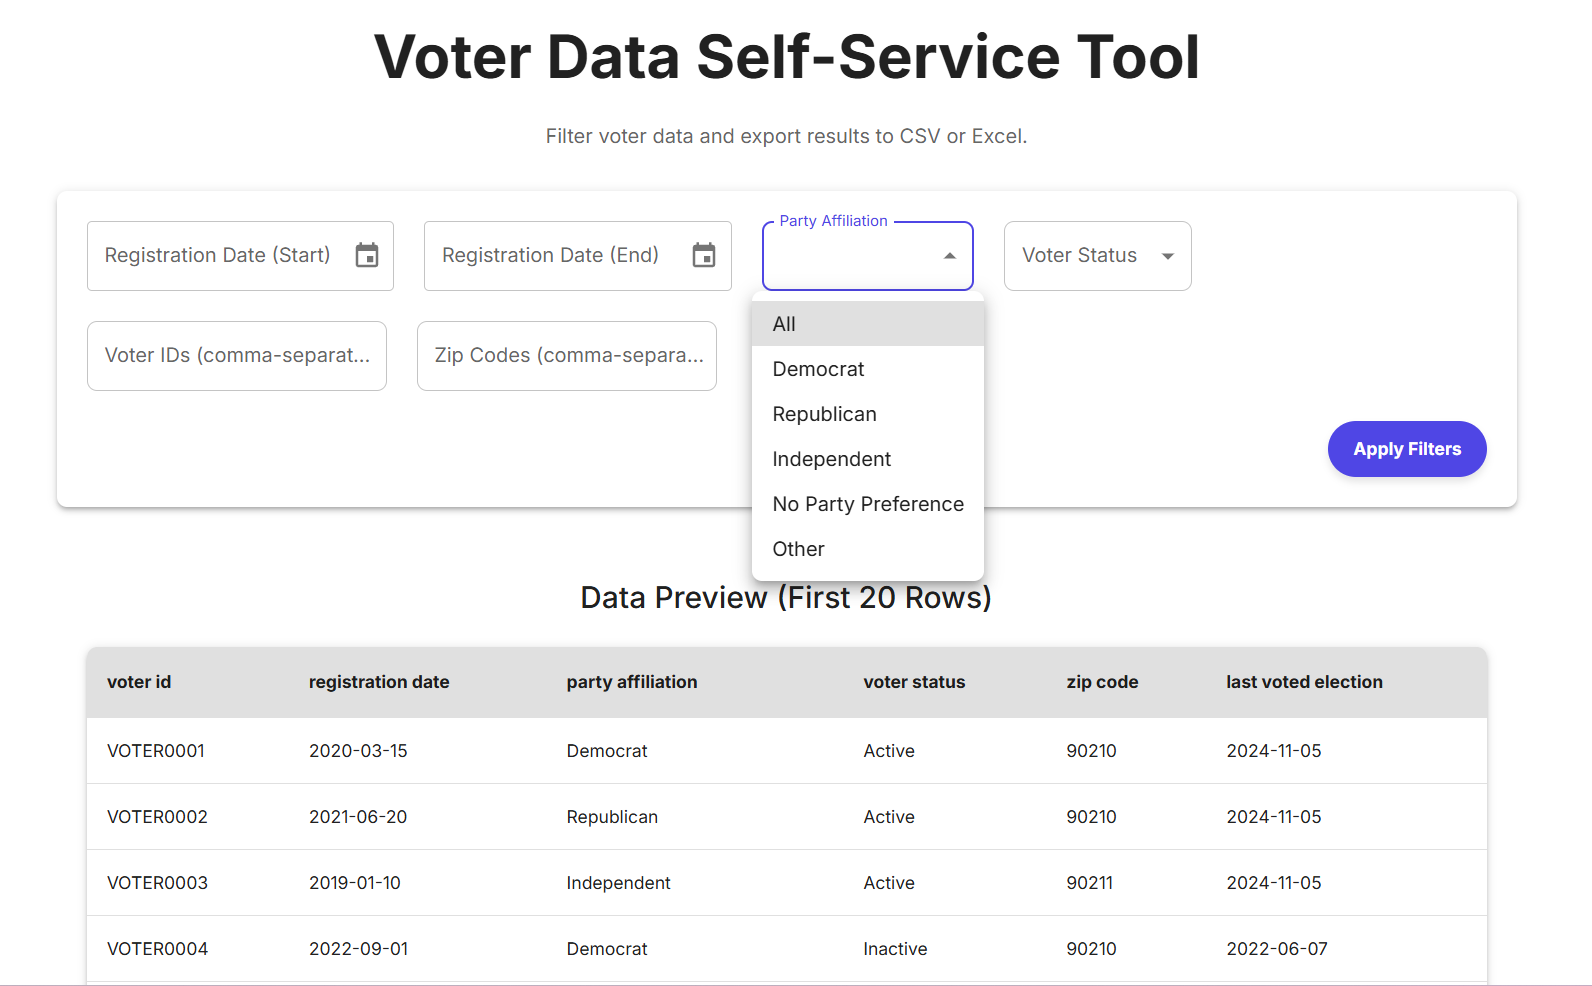 Voter Data Self-Service Tool
Filter voter data and export results to CSV or Excel.
Registration Date (Start)
Registration Date (End)
Party Affiliation
Voter Status
Voter IDs (comma-separat...
Zip Codes (comma-separa...
All
Democrat
Republican
Independent
No Party Preference
Other
Apply Filters
Data Preview (First 20 Rows)
voter id registration date party affiliation voter status zip code last voted election
VOTER0001 2020-03-15 Democrat Active 90210 2024-11-05
VOTER0002 2021-06-20 Republican Active 90210 2024-11-05
VOTER0003 2019-01-10 Independent Active 90211 2024-11-05
VOTER0004 2022-09-01 Democrat Inactive 90210 2022-06-07